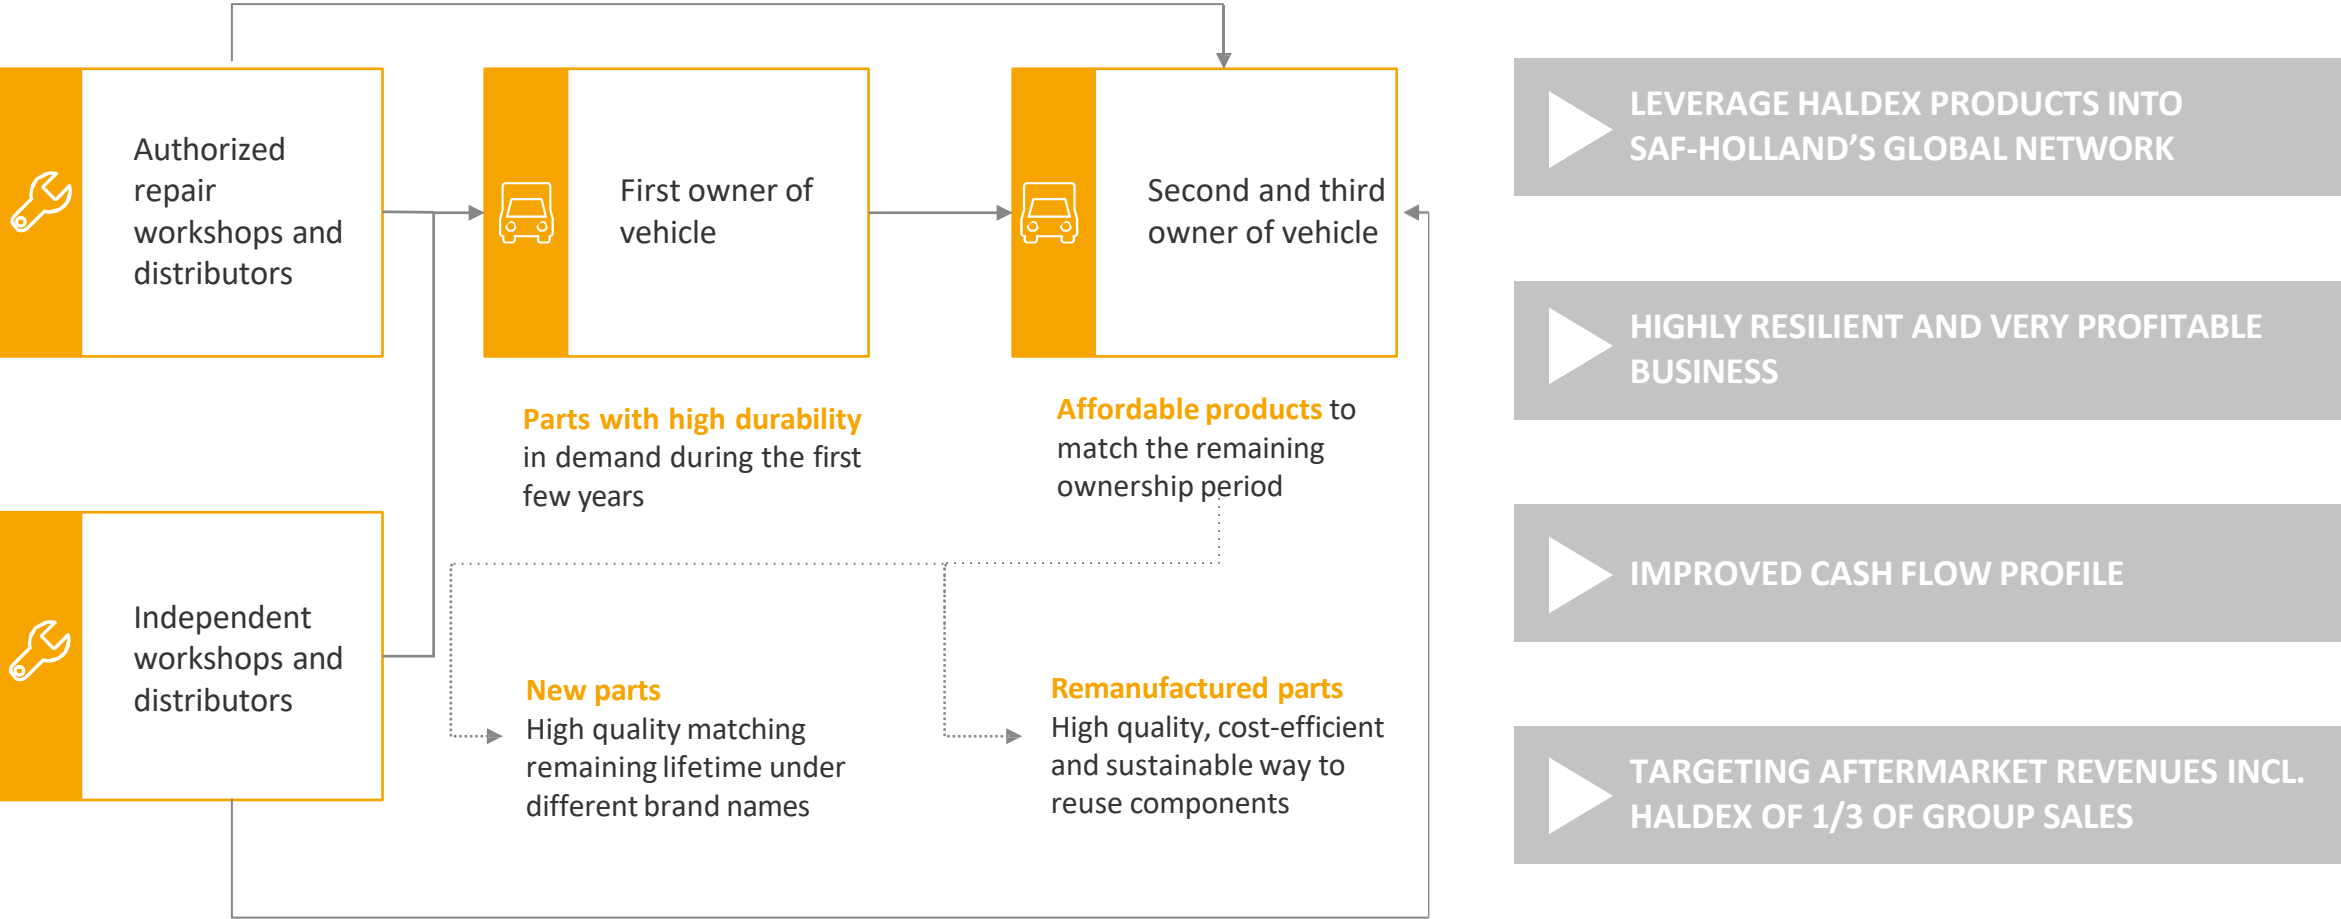 Authorized
repair
workshops and
distributors
First owner of
vehicle
Second and third
owner of vehicle
Parts with high durability
in demand during the first
few years
Affordable products to
match the remaining
ownership period
Independent
workshops and
distributors
New parts
High quality matching
remaining lifetime under
different brand names
Remanufactured parts
High quality, cost-efficient
and sustainable way to
reuse components
LEVERAGE HALDEX PRODUCTS INTO
SAF-HOLLAND’S GLOBAL NETWORK
HIGHLY RESILIENT AND VERY PROFITABLE
BUSINESS
IMPROVED CASH FLOW PROFILE
TARGETING AFTERMARKET REVENUES INCL.
HALDEX OF 1/3 OF GROUP SALES